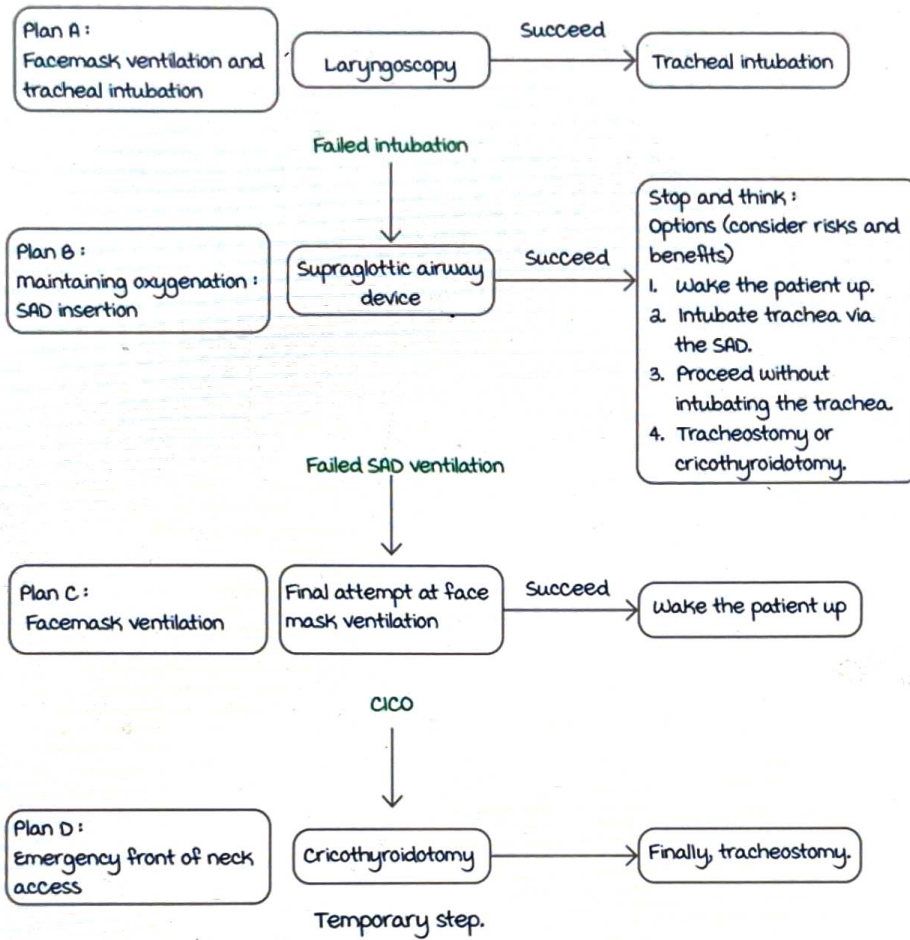 Plan A:
Facemask ventilation and
tracheal intubation
Laryngoscopy
Succeed
Tracheal intubation
Failed intubation
Plan B:
maintaining oxygenation:
SAD insertion
Supraglottic airway
device
Succeed
Stop and think:
Options (consider risks and
benefits)
1. Wake the patient up.
2. Intubate trachea via
the SAD.
3. Proceed without
intubating the trachea.
4. Tracheostomy or
cricothyroidotomy.
Failed SAD ventilation
Plan C:
Facemask ventilation
Final attempt at face
mask ventilation
Succeed
Wake the patient up
CICO
Plan D:
Emergency front of neck
access
Cricothyroidotomy
Finally, tracheostomy.
Temporary step.